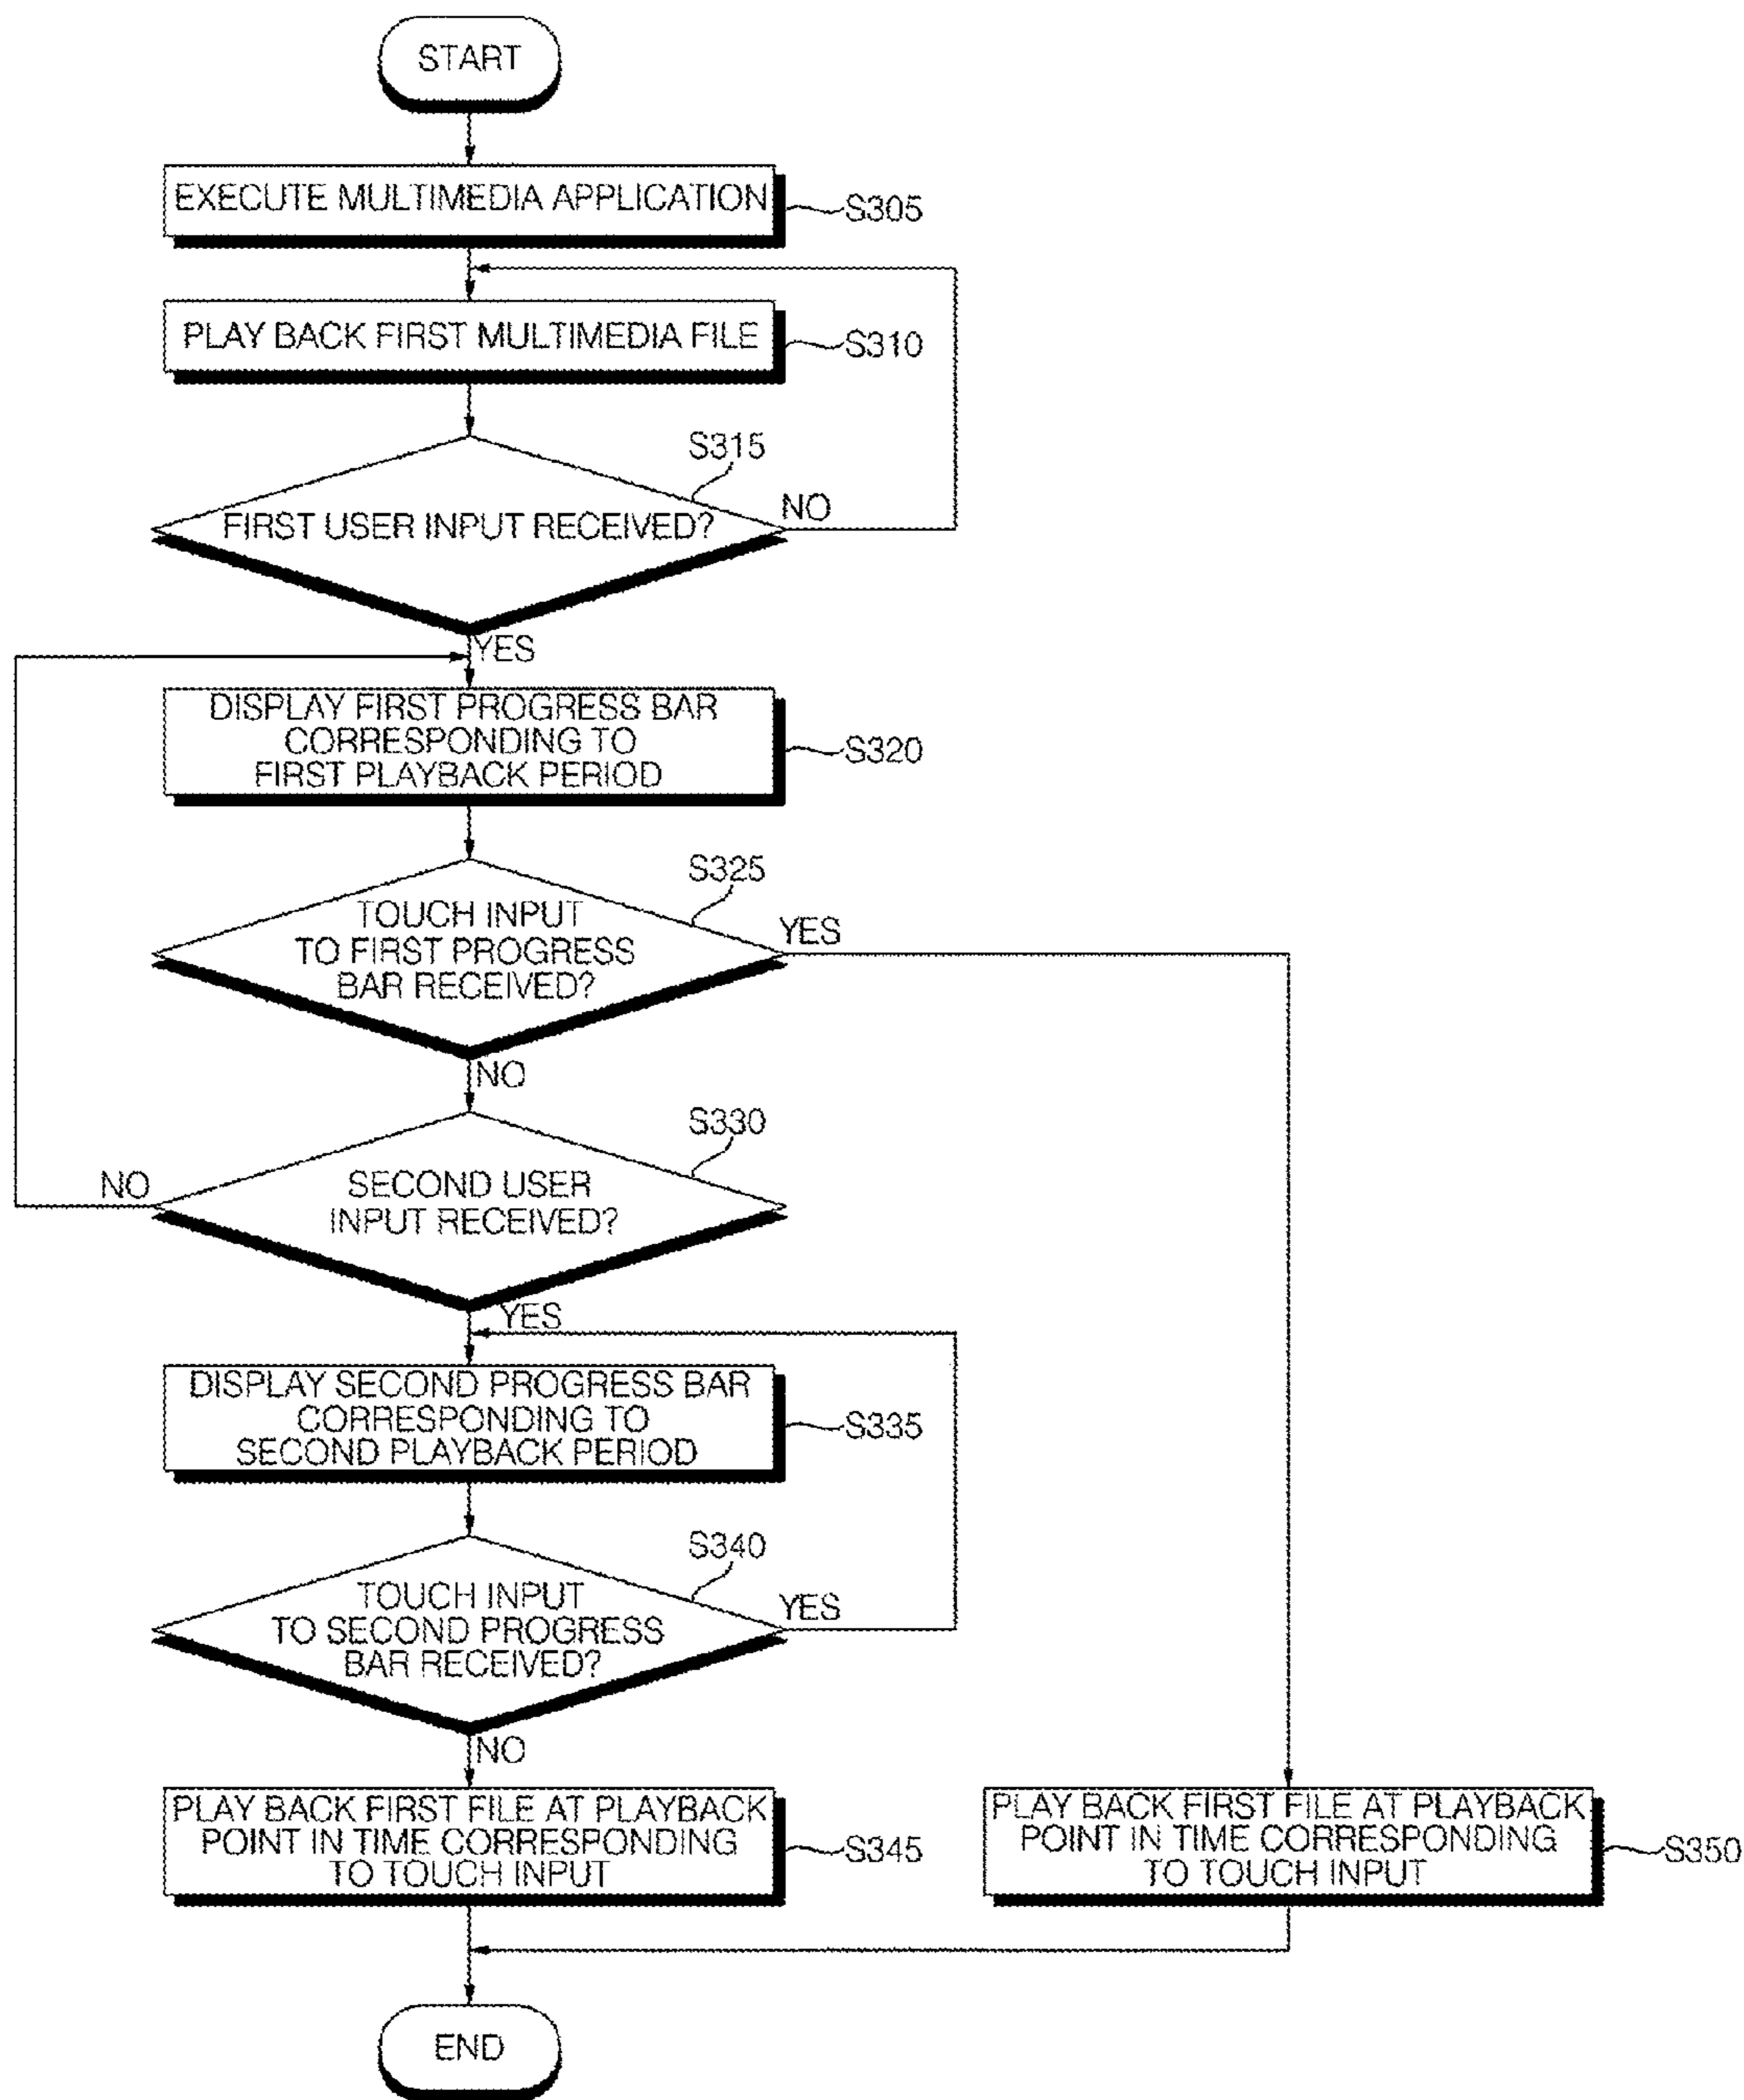 START
EXECUTE MULTIMEDIA APPLICATION
S305
PLAY BACK FIRST MULTIMEDIA FILE
S310
S315
FIRST USER INPUT RECEIVED?
NO
YES
DISPLAY FIRST PROGRESS BAR
CORRESPONDING TO
FIRST PLAYBACK PERIOD
S320
S325
TOUCH INPUT
TO FIRST PROGRESS
BAR RECEIVED?
YES
NO
S330
SECOND USER
INPUT RECEIVED?
NO
YES
DISPLAY SECOND PROGRESS BAR
CORRESPONDING TO
SECOND PLAYBACK PERIOD
S335
S340
TOUCH INPUT
TO SECOND PROGRESS
BAR RECEIVED?
YES
NO
PLAY BACK FIRST FILE AT PLAYBACK
POINT IN TIME CORRESPONDING
TO TOUCH INPUT
S345
PLAY BACK FIRST FILE AT PLAYBACK
POINT IN TIME CORRESPONDING
TO TOUCH INPUT
S350
END